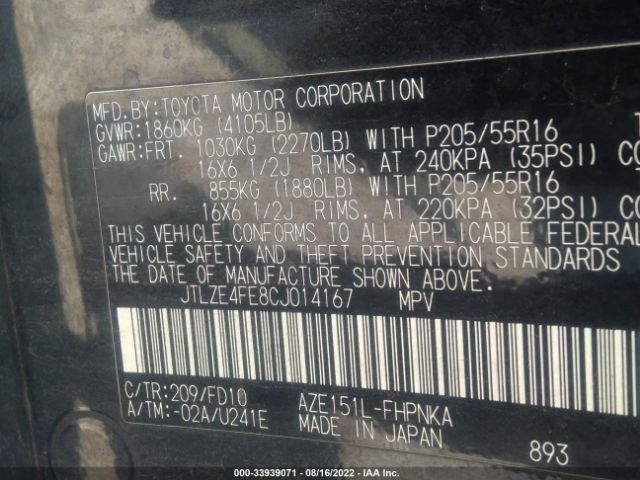 MFD.BY:TOYOTA MOTOR CORPORATION
GVWR:1860KG (4105LB)
GAWR:FRT. 1030KG (2270LB) WITH P205/55R16
16X6 1/2J RIMS. AT 240KPA (35PSI) CO
RR. 855KG (1880LB) WITH P205/55R16
16X6 1/2J RIMS. AT 220KPA (32PSI) CO
THIS VEHICLE CONFORMS TO ALL APPLICABLE FEDERAL
VEHICLE SAFETY AND THEFT PREVENTION STANDARD
THE DATE OF MANUFACTURE SHOWN ABOVE.
JTLZE4FE8CJ014167 MPV
C/TR:209/FD10 AZE151L-FHPNKA
A/TM:-02A/U241E MADE IN JAPAN 893
000-33939071 - 08/16/2022 - IAA Inc.